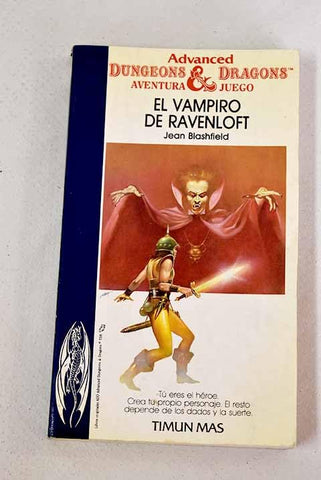 Advanced
DUNGEONS & DRAGONS™
AVENTURA JUEGO
EL VAMPIRO
DE RAVENLOFT
Jean Blashfield
-Tú eres el héroe.
Crea tu propio personaje. El resto
depende de los dados y la suerte.
TIMUN MAS